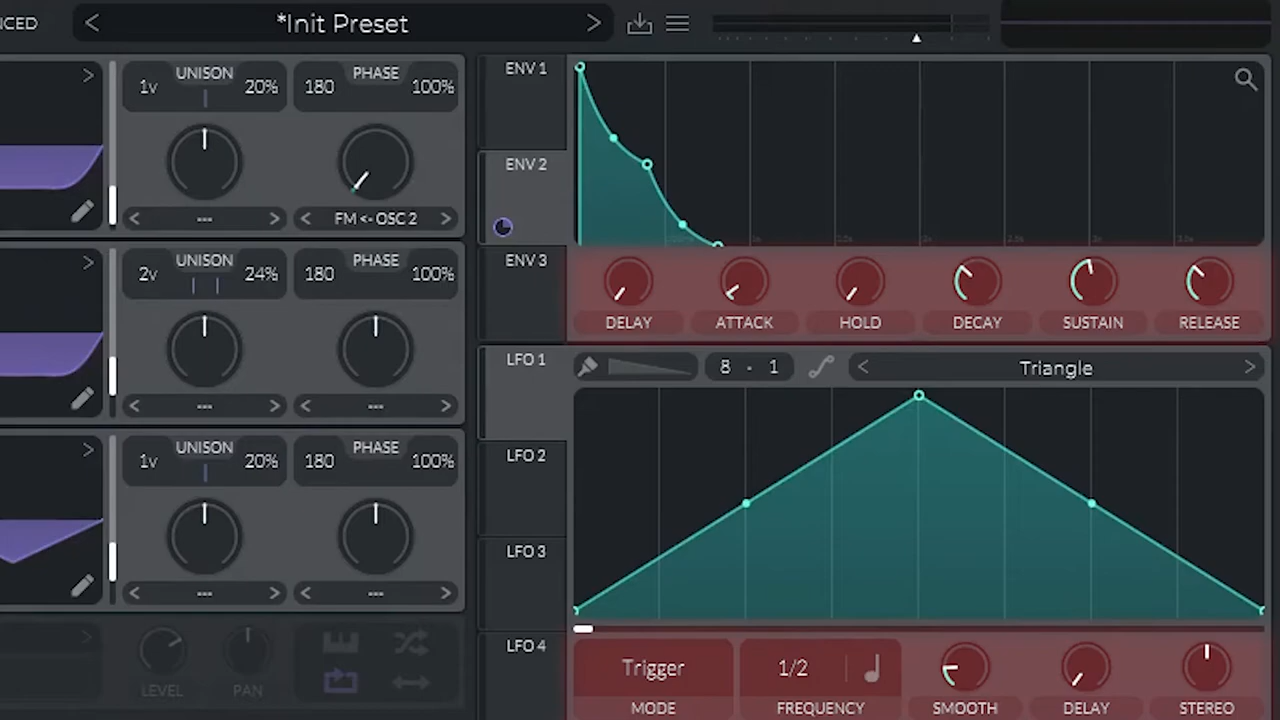 NCED
*Init Preset
UNISON
1v 20%
PHASE
180 100%
---
FM <- OSC 2
UNISON
2v 24%
PHASE
180 100%
---
---
UNISON
1v 20%
PHASE
180 100%
---
---
LEVEL
PAN
ENV 1
ENV 2
ENV 3
DELAY
ATTACK
HOLD
DECAY
SUSTAIN
RELEASE
LFO 1
LFO 2
LFO 3
LFO 4
8 - 1
Triangle
Trigger
MODE
1/2
FREQUENCY
SMOOTH
DELAY
STEREO